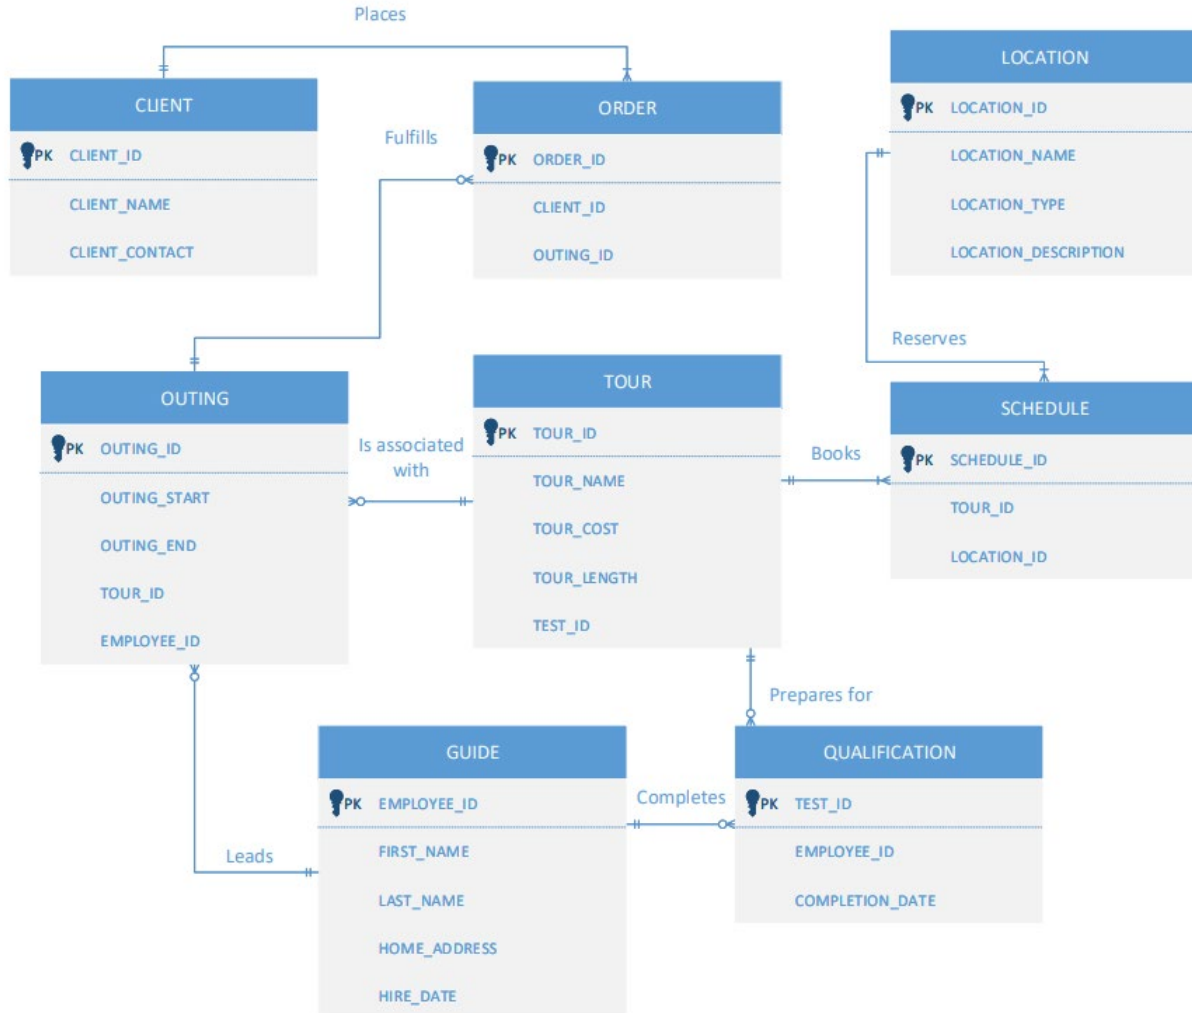 Places
CLIENT
PK CLIENT_ID
CLIENT_NAME
CLIENT_CONTACT
Fulfills
ORDER
PK ORDER_ID
CLIENT_ID
OUTING_ID
LOCATION
PK LOCATION_ID
LOCATION_NAME
LOCATION_TYPE
LOCATION_DESCRIPTION
Reserves
OUTING
PK OUTING_ID
OUTING_START
OUTING_END
TOUR_ID
EMPLOYEE_ID
Is associated
with
TOUR
PK TOUR_ID
TOUR_NAME
TOUR_COST
TOUR_LENGTH
TEST_ID
Books
SCHEDULE
PK SCHEDULE_ID
TOUR_ID
LOCATION_ID
Prepares for
Leads
GUIDE
PK EMPLOYEE_ID
FIRST_NAME
LAST_NAME
HOME_ADDRESS
HIRE_DATE
Completes
QUALIFICATION
PK TEST_ID
EMPLOYEE_ID
COMPLETION_DATE